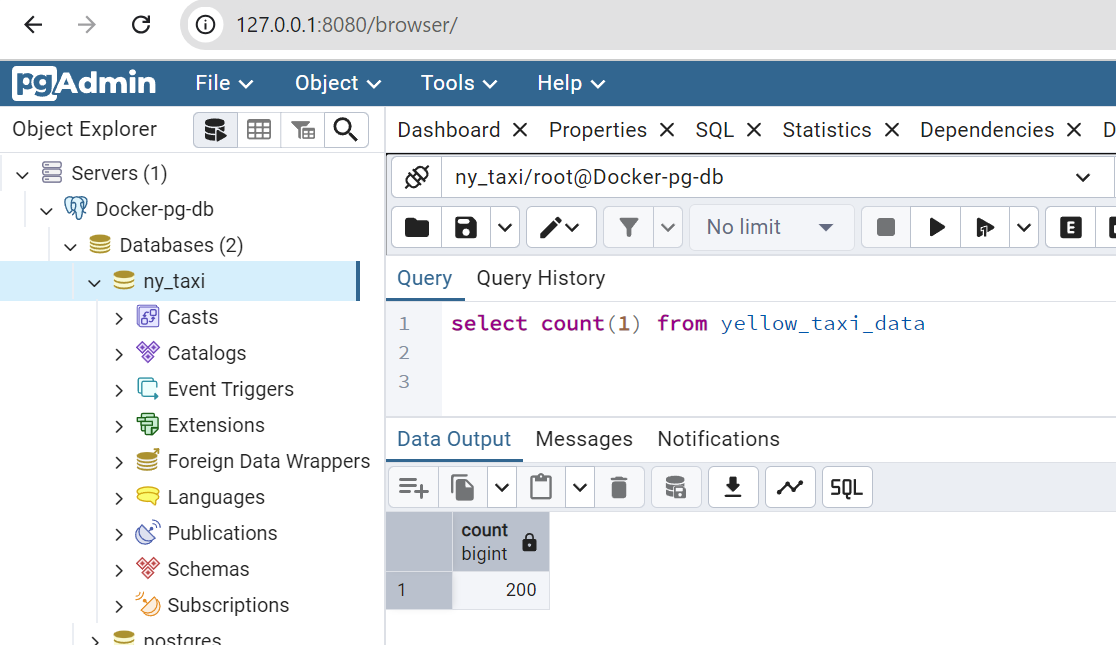 127.0.0.1:8080/browser/
pgAdmin File Object Tools Help
Object Explorer
Dashboard Properties SQL Statistics Dependencies D
Servers (1)
Docker-pg-db
Databases (2)
ny_taxi
Casts
Catalogs
Event Triggers
Extensions
Foreign Data Wrappers
Languages
Publications
Schemas
Subscriptions
postgres
ny_taxi/root@Docker-pg-db
No limit
E
Query Query History
1 select count(1) from yellow_taxi_data
2
3
Data Output Messages Notifications
SQL
count
bigint
1 200